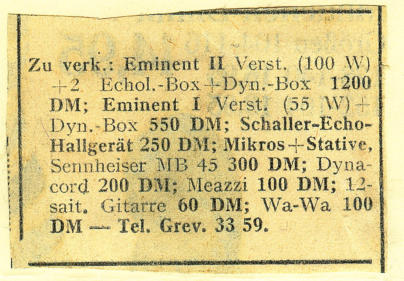 Zu verk.: Eminent II Verst. (100 W)
+2 Echol.-Box+Dyn.-Box 1200
DM; Eminent I Verst. (55 W)+
Dyn.-Box 550 DM; Schaller-Echo-
Hallgerät 250 DM; Mikros+Stative,
Sennheiser MB 45 300 DM; Dyna-
cord 200 DM; Meazzi 100 DM; 12-
sait. Gitarre 60 DM; Wa-Wa 100
DM — Tel. Grev. 33 59.